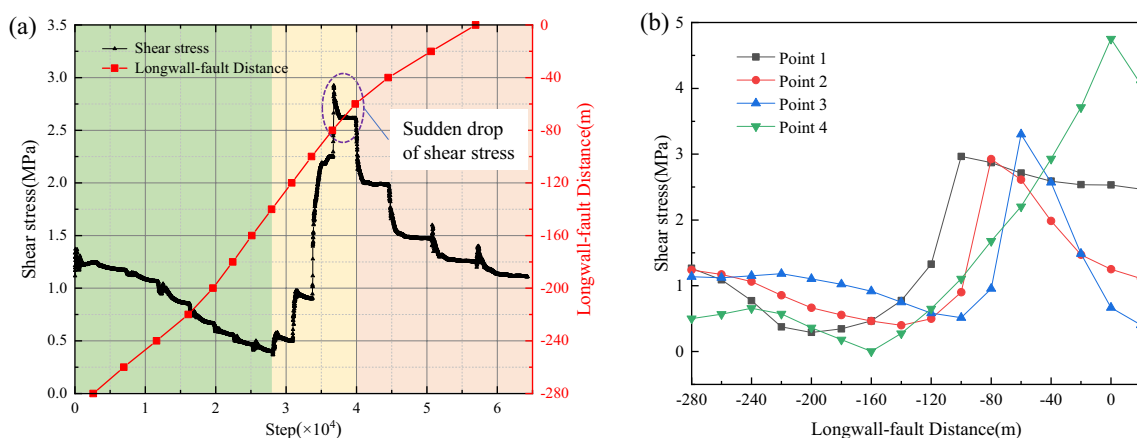 (a)
3.5
3.0
2.5
2.0
1.5
1.0
0.5
0.0
Shear stress(MPa)
Shear stress
Longwall-fault Distance
Sudden drop
of shear stress
0
-40
-80
-120
-160
-200
-240
-280
Longwall-fault Distance(m)
0 1 2 3 4 5 6
Step(×10⁴)
(b)
5
4
3
2
1
0
Shear stress(MPa)
Point 1
Point 2
Point 3
Point 4
-280 -240 -200 -160 -120 -80 -40 0
Longwall-fault Distance(m)